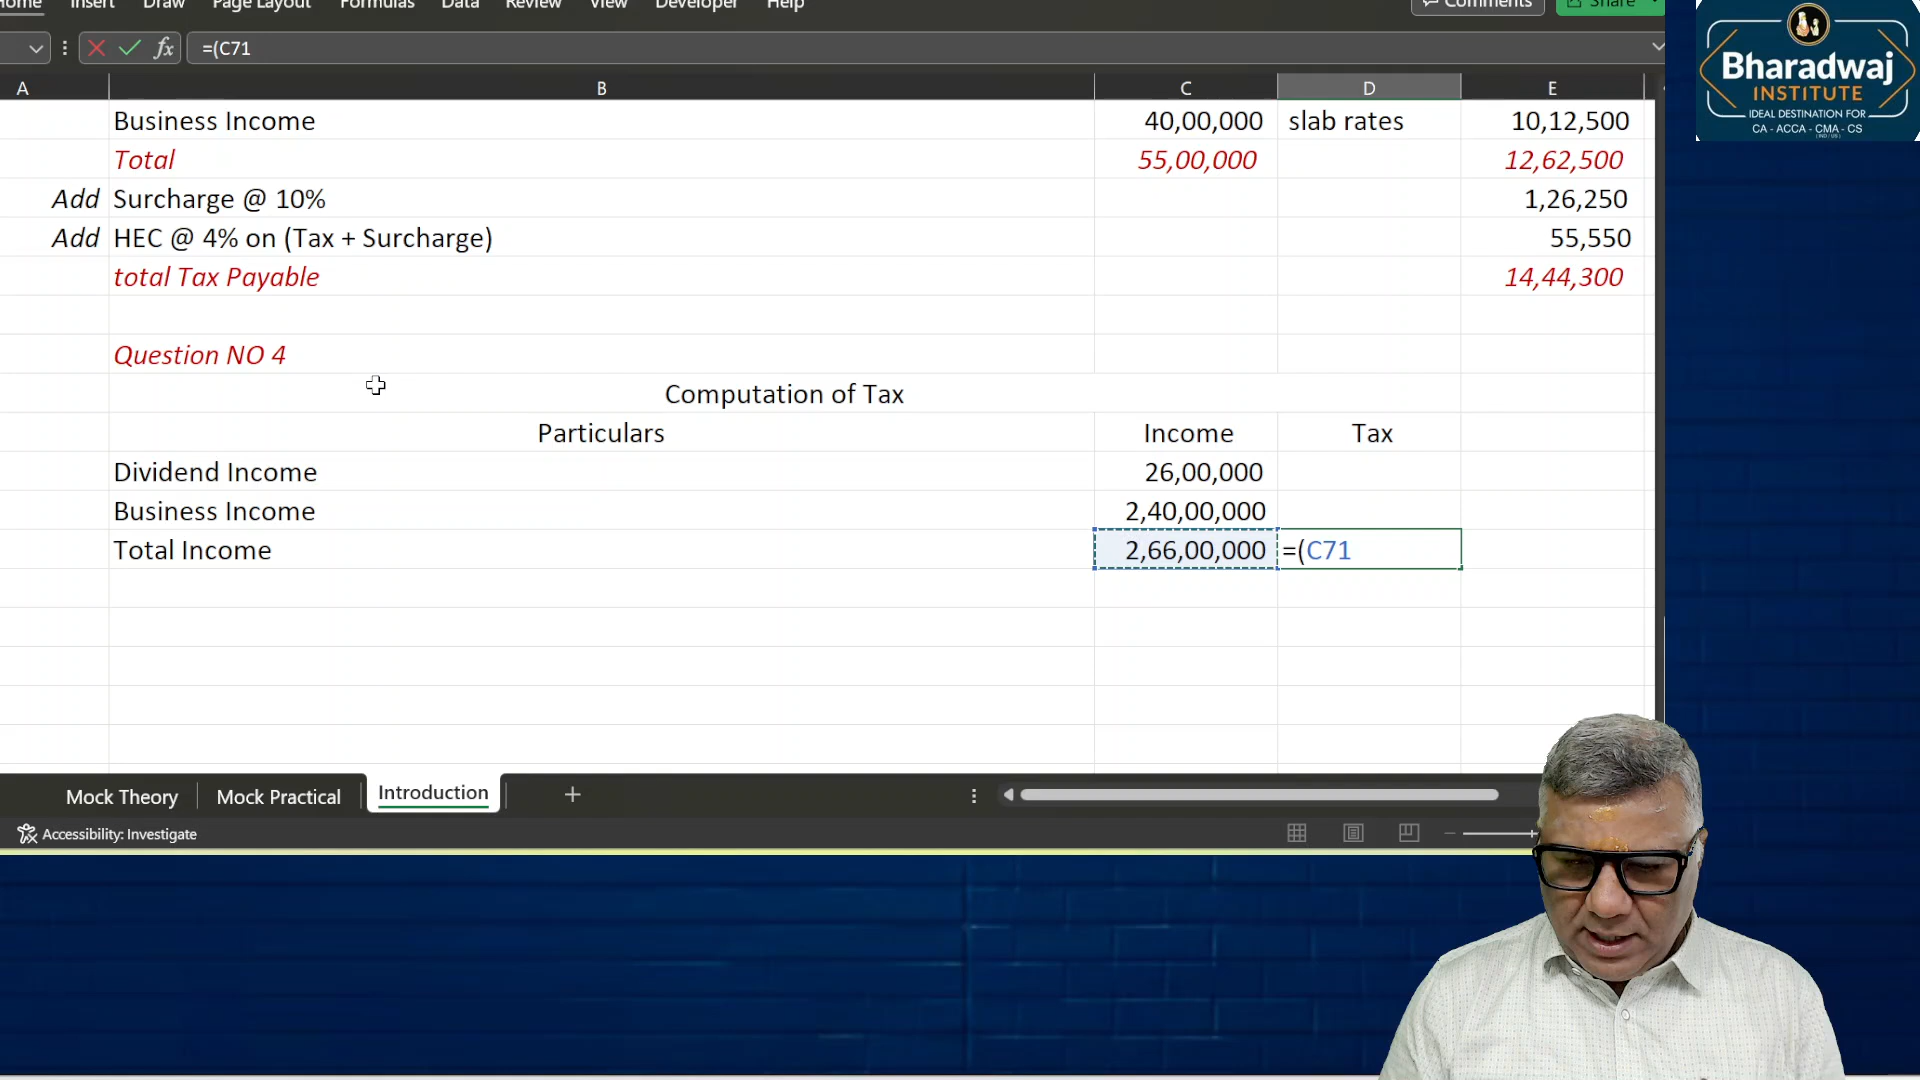 Home Insert Draw Page Layout Formulas Data Review View Developer Help Comments Share
fx =(C71
A B C D E
Business Income 40,00,000 slab rates 10,12,500
Total 55,00,000 12,62,500
Add Surcharge @ 10% 1,26,250
Add HEC @ 4% on (Tax + Surcharge) 55,550
total Tax Payable 14,44,300
Question NO 4
Computation of Tax
Particulars Income Tax
Dividend Income 26,00,000
Business Income 2,40,00,000
Total Income 2,66,00,000 =(C71
Mock Theory Mock Practical Introduction
Accessibility: Investigate
Bharadwaj
INSTITUTE
IDEAL DESTINATION FOR
CA - ACCA - CMA - CS